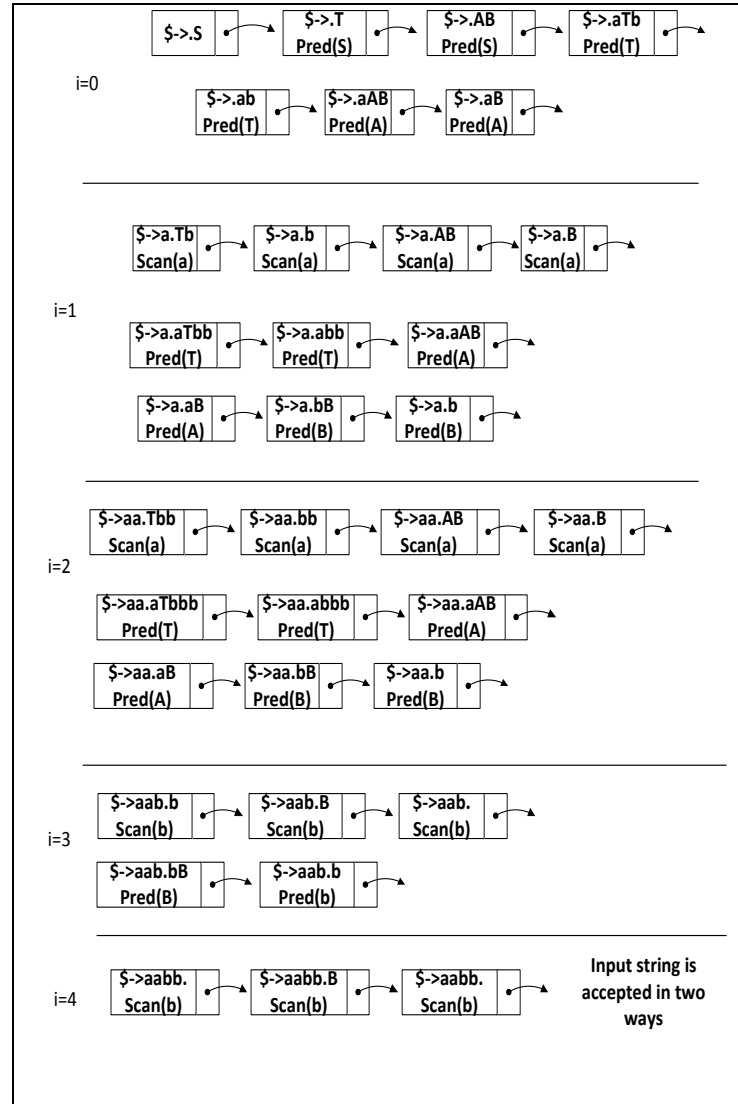 $->.S
$->.T
Pred(S)
$->.AB
Pred(S)
$->.aTb
Pred(T)
i=0
$->.ab
Pred(T)
$->.aAB
Pred(A)
$->.aB
Pred(A)
$->a.Tb
Scan(a)
$->a.b
Scan(a)
$->a.AB
Scan(a)
$->a.B
Scan(a)
i=1
$->a.aTbb
Pred(T)
$->a.abb
Pred(T)
$->a.aAB
Pred(A)
$->a.aB
Pred(A)
$->a.bB
Pred(B)
$->a.b
Pred(B)
$->aa.Tbb
Scan(a)
$->aa.bb
Scan(a)
$->aa.AB
Scan(a)
$->aa.B
Scan(a)
i=2
$->aa.aTbbb
Pred(T)
$->aa.abbb
Pred(T)
$->aa.aAB
Pred(A)
$->aa.aB
Pred(A)
$->aa.bB
Pred(B)
$->aa.b
Pred(B)
$->aab.b
Scan(b)
$->aab.B
Scan(b)
$->aab.
Scan(b)
i=3
$->aab.bB
Pred(B)
$->aab.b
Pred(b)
i=4
$->aabb.
Scan(b)
$->aabb.B
Scan(b)
$->aabb.
Scan(b)
Input string is
accepted in two
ways